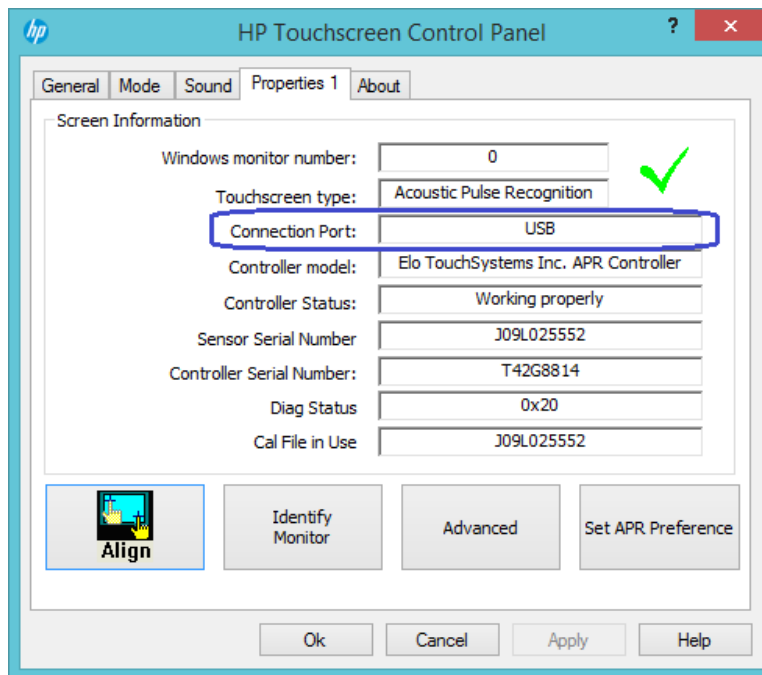 hp HP Touchscreen Control Panel ? ×
General Mode Sound Properties 1 About
Screen Information
Windows monitor number: 0
Touchscreen type: Acoustic Pulse Recognition
Connection Port: USB
Controller model: Elo TouchSystems Inc. APR Controller
Controller Status: Working properly
Sensor Serial Number J09L025552
Controller Serial Number: T42G8814
Diag Status 0x20
Cal File in Use J09L025552
Align
Identify
Monitor
Advanced
Set APR Preference
Ok Cancel Apply Help